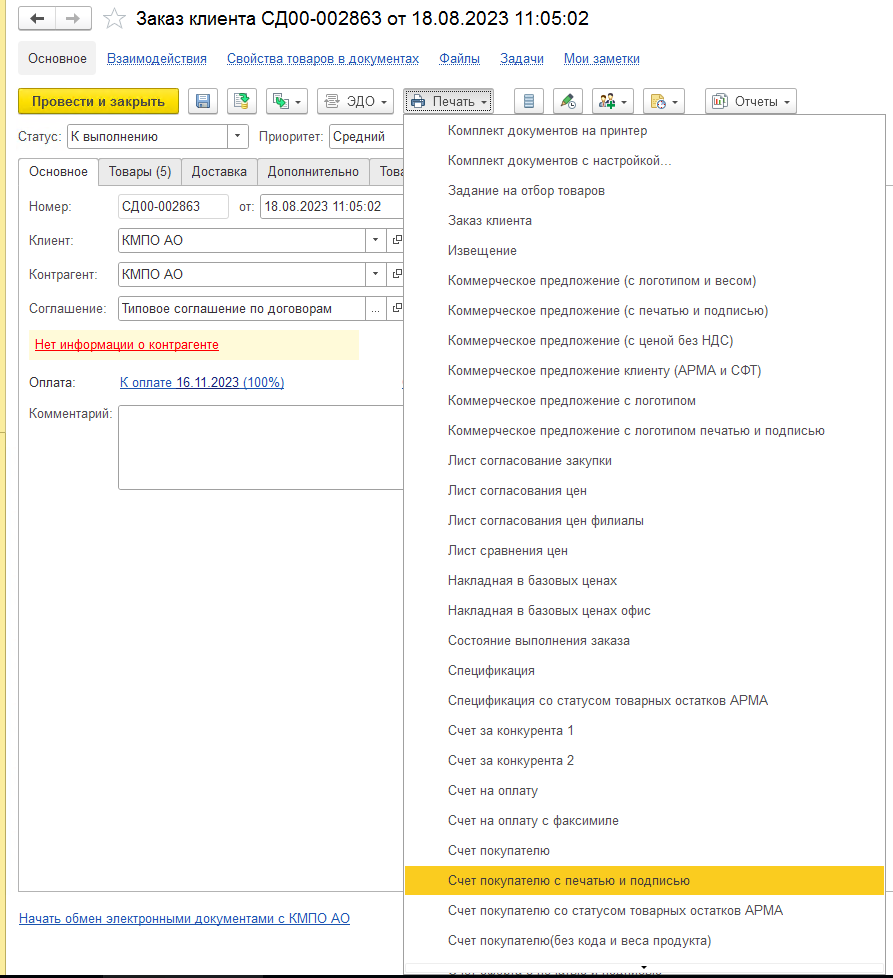 Заказ клиента СД00-002863 от 18.08.2023 11:05:02
Основное Взаимодействия Свойства товаров в документах Файлы Задачи Мои заметки
Провести и закрыть ЭДО Печать Отчеты
Статус: К выполнению Приоритет: Средний
Основное Товары (5) Доставка Дополнительно
Номер: СД00-002863 от: 18.08.2023 11:05:02
Клиент: КМПО АО
Контрагент: КМПО АО
Соглашение: Типовое соглашение по договорам ...
Нет информации о контрагенте
Оплата: К оплате 16.11.2023 (100%)
Комментарий:
Начать обмен электронными документами с КМПО АО
Комплект документов на принтер
Комплект документов с настройкой...
Задание на отбор товаров
Заказ клиента
Извещение
Коммерческое предложение (с логотипом и весом)
Коммерческое предложение (с печатью и подписью)
Коммерческое предложение (с ценой без НДС)
Коммерческое предложение клиенту (АРМА и СФТ)
Коммерческое предложение с логотипом
Коммерческое предложение с логотипом печатью и подписью
Лист согласование закупки
Лист согласования цен
Лист согласования цен филиалы
Лист сравнения цен
Накладная в базовых ценах
Накладная в базовых ценах офис
Состояние выполнения заказа
Спецификация
Спецификация со статусом товарных остатков АРМА
Счет за конкурента 1
Счет за конкурента 2
Счет на оплату
Счет на оплату с факсимиле
Счет покупателю
Счет покупателю с печатью и подписью
Счет покупателю со статусом товарных остатков АРМА
Счет покупателю(без кода и веса продукта)